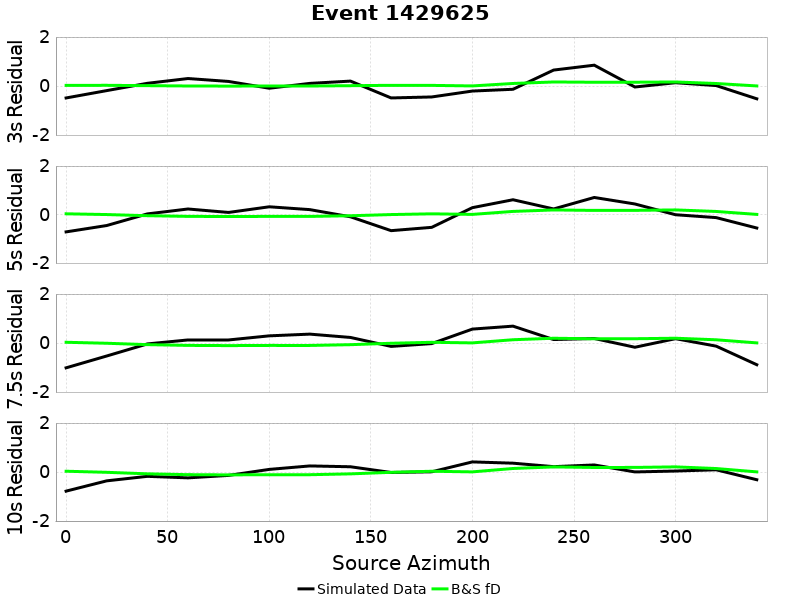 Event 1429625
3s Residual
2
0
-2
5s Residual
2
0
-2
7.5s Residual
2
0
-2
10s Residual
2
0
-2
0 50 100 150 200 250 300
Source Azimuth
Simulated Data B&S fD